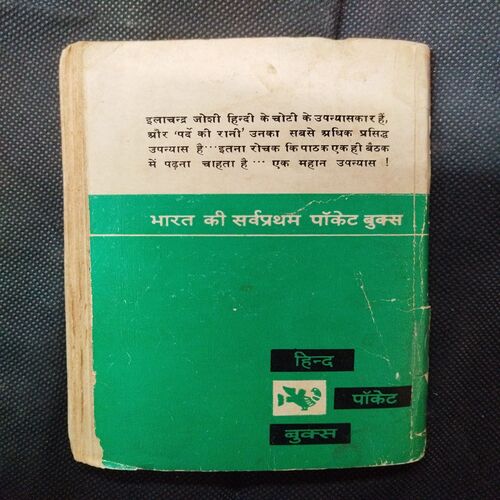 इलाचन्द्र जोशी हिन्दी के चोटी के उपन्यासकार हैं,
और 'पर्दे की रानी' उनका सबसे अधिक प्रसिद्ध
उपन्यास है···इतना रोचक कि पाठक एक ही बैठक
में पढ़ना चाहता है ··· एक महान उपन्यास !
भारत की सर्वप्रथम पॉकेट बुक्स
हिन्द
पॉकेट
बुक्स